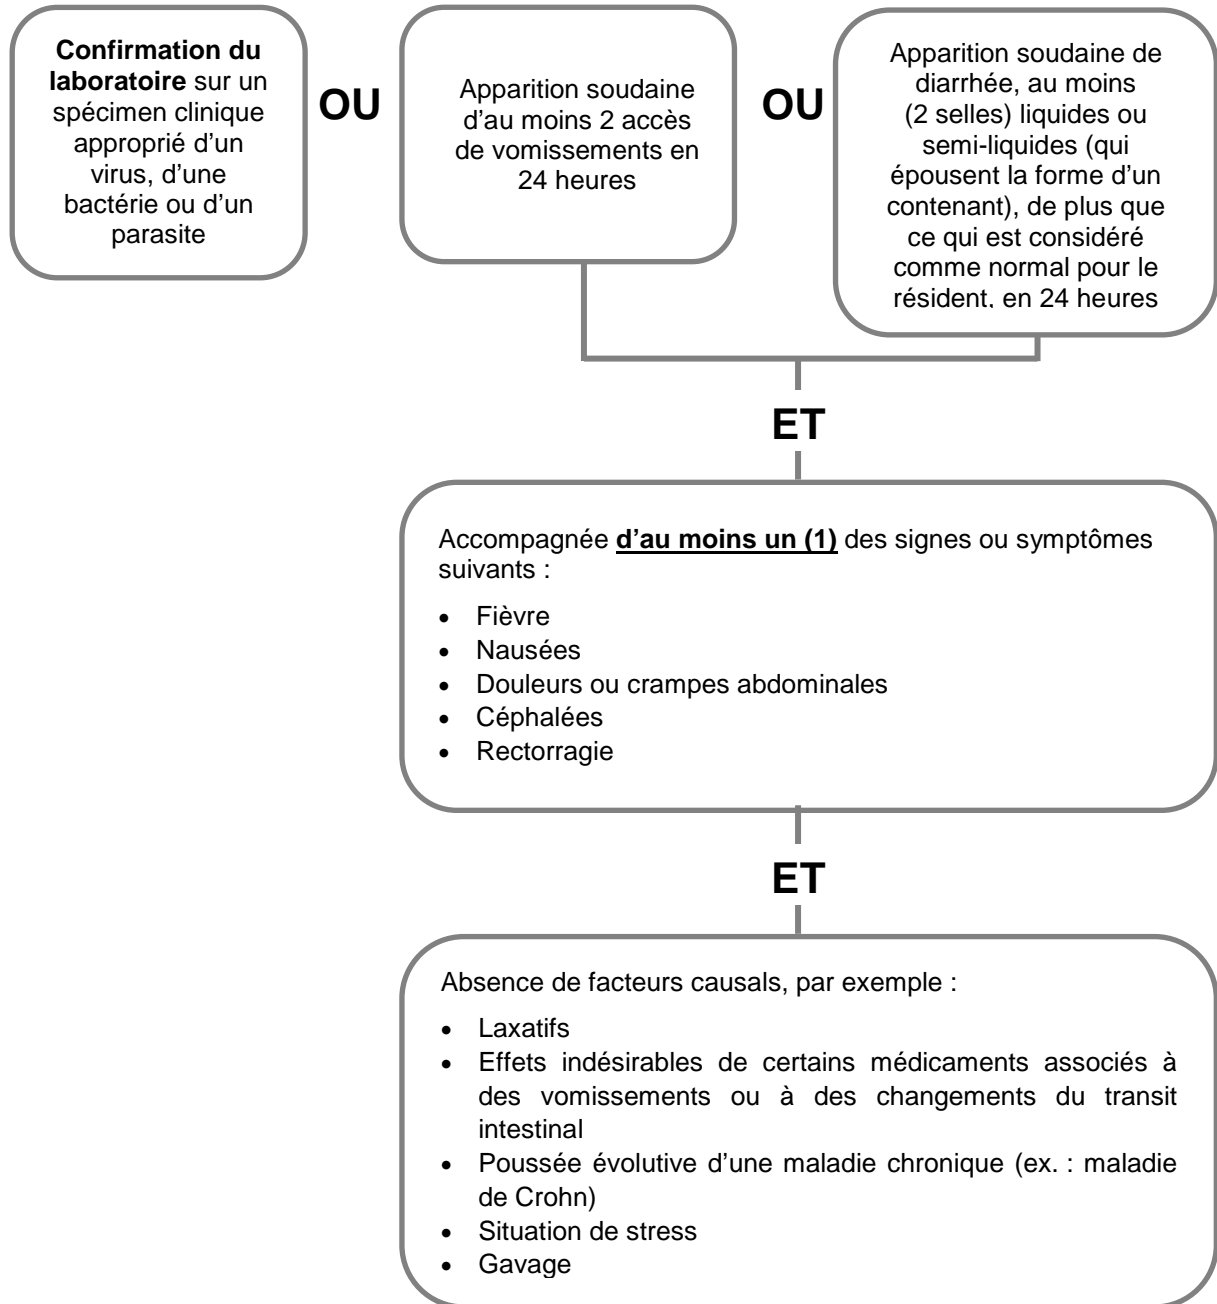 Confirmation du
laboratoire sur un
spécimen clinique
approprié d'un
virus, d'une
bactérie ou d'un
parasite
OU
Apparition soudaine
d'au moins 2 accès
de vomissements en
24 heures
OU
Apparition soudaine de
diarrhée, au moins
(2 selles) liquides ou
semi-liquides (qui
épousent la forme d'un
contenant), de plus que
ce qui est considéré
comme normal pour le
résident, en 24 heures
ET
Accompagnée d'au moins un (1) des signes ou symptômes
suivants :
• Fièvre
• Nausées
• Douleurs ou crampes abdominales
• Céphalées
• Rectorragie
ET
Absence de facteurs causals, par exemple :
• Laxatifs
• Effets indésirables de certains médicaments associés à
des vomissements ou à des changements du transit
intestinal
• Poussée évolutive d'une maladie chronique (ex. : maladie
de Crohn)
• Situation de stress
• Gavage